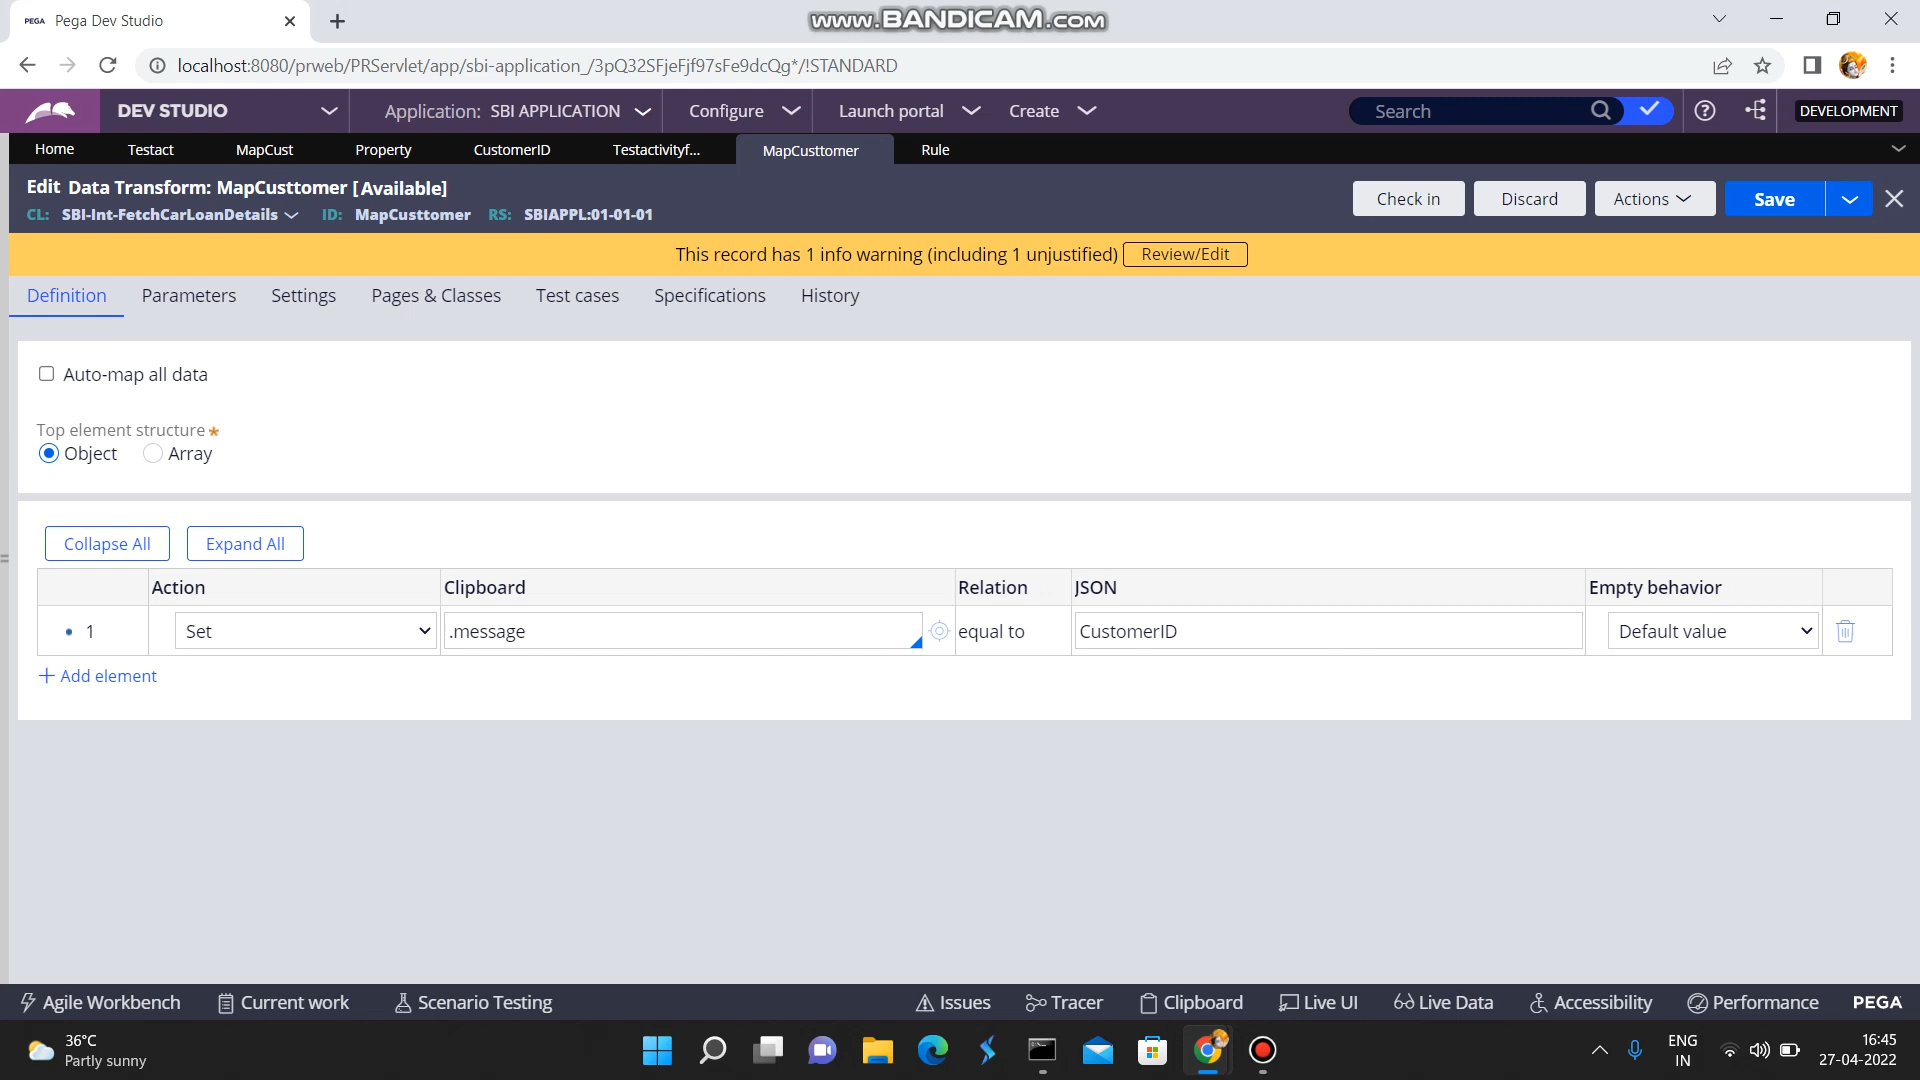 PEGA Pega Dev Studio
www.BANDICAM.com
localhost:8080/prweb/PRServlet/app/sbi-application_/3pQ32SFjeFjf97sFe9dcQg*/!STANDARD
DEV STUDIO Application: SBI APPLICATION Configure Launch portal Create Search DEVELOPMENT
Home Testact MapCust Property CustomerID Testactivityf... MapCusttomer Rule
Edit Data Transform: MapCusttomer [Available]
CL: SBI-Int-FetchCarLoanDetails ID: MapCusttomer RS: SBIAPPL:01-01-01
Check in Discard Actions Save
This record has 1 info warning (including 1 unjustified) Review/Edit
Definition Parameters Settings Pages & Classes Test cases Specifications History
Auto-map all data
Top element structure
Object Array
Collapse All Expand All
Action Clipboard Relation JSON Empty behavior
1 Set .message equal to CustomerID Default value
Add element
Agile Workbench Current work Scenario Testing Issues Tracer Clipboard Live UI Live Data Accessibility Performance PEGA
36°C
Partly sunny
ENG
IN
16:45
27-04-2022